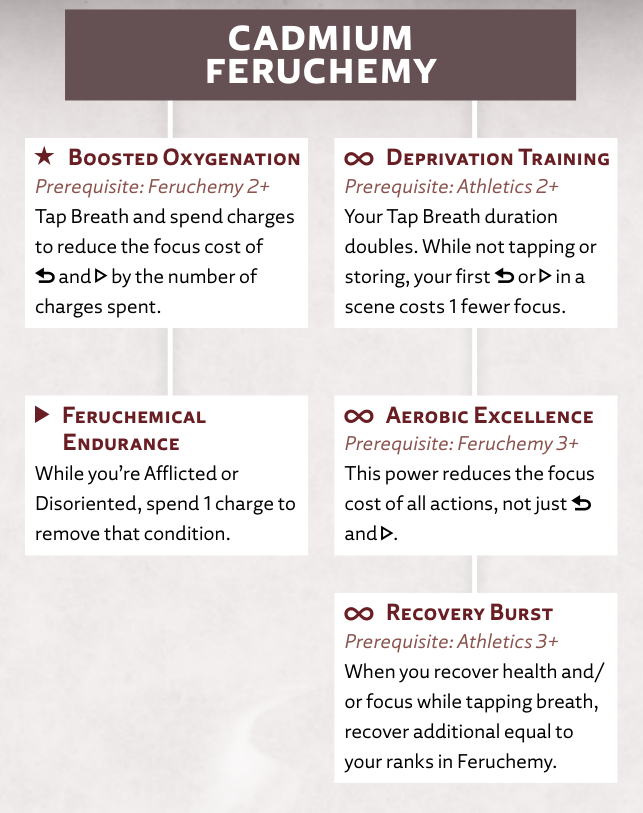 CADMIUM
FERUCHEMY
★ BOOSTED OXYGENATION
Prerequisite: Feruchemy 2+
Tap Breath and spend charges
to reduce the focus cost of
⮌ and ▷ by the number of
charges spent.
▶ FERUCHEMICAL
ENDURANCE
While you’re Afflicted or
Disoriented, spend 1 charge to
remove that condition.
∞ DEPRIVATION TRAINING
Prerequisite: Athletics 2+
Your Tap Breath duration
doubles. While not tapping or
storing, your first ⮌ or ▷ in a
scene costs 1 fewer focus.
∞ AEROBIC EXCELLENCE
Prerequisite: Feruchemy 3+
This power reduces the focus
cost of all actions, not just ⮌
and ▷.
∞ RECOVERY BURST
Prerequisite: Athletics 3+
When you recover health and/
or focus while tapping breath,
recover additional equal to
your ranks in Feruchemy.